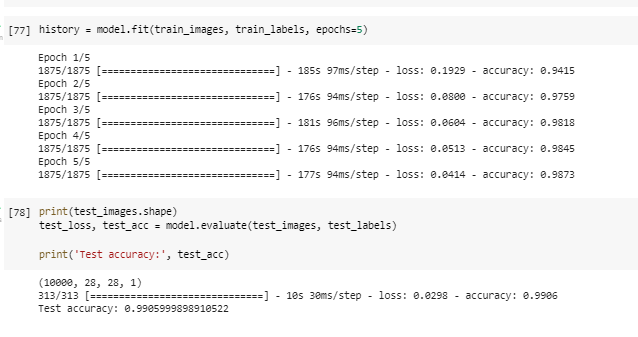 [77] history = model.fit(train_images, train_labels, epochs=5)
Epoch 1/5
1875/1875 [==============================] - 185s 97ms/step - loss: 0.1929 - accuracy: 0.9415
Epoch 2/5
1875/1875 [==============================] - 176s 94ms/step - loss: 0.0800 - accuracy: 0.9759
Epoch 3/5
1875/1875 [==============================] - 181s 96ms/step - loss: 0.0604 - accuracy: 0.9818
Epoch 4/5
1875/1875 [==============================] - 176s 94ms/step - loss: 0.0513 - accuracy: 0.9845
Epoch 5/5
1875/1875 [==============================] - 177s 94ms/step - loss: 0.0414 - accuracy: 0.9873
[78] print(test_images.shape)
test_loss, test_acc = model.evaluate(test_images, test_labels)
print('Test accuracy:', test_acc)
(10000, 28, 28, 1)
313/313 [==============================] - 10s 30ms/step - loss: 0.0298 - accuracy: 0.9906
Test accuracy: 0.9905999898910522